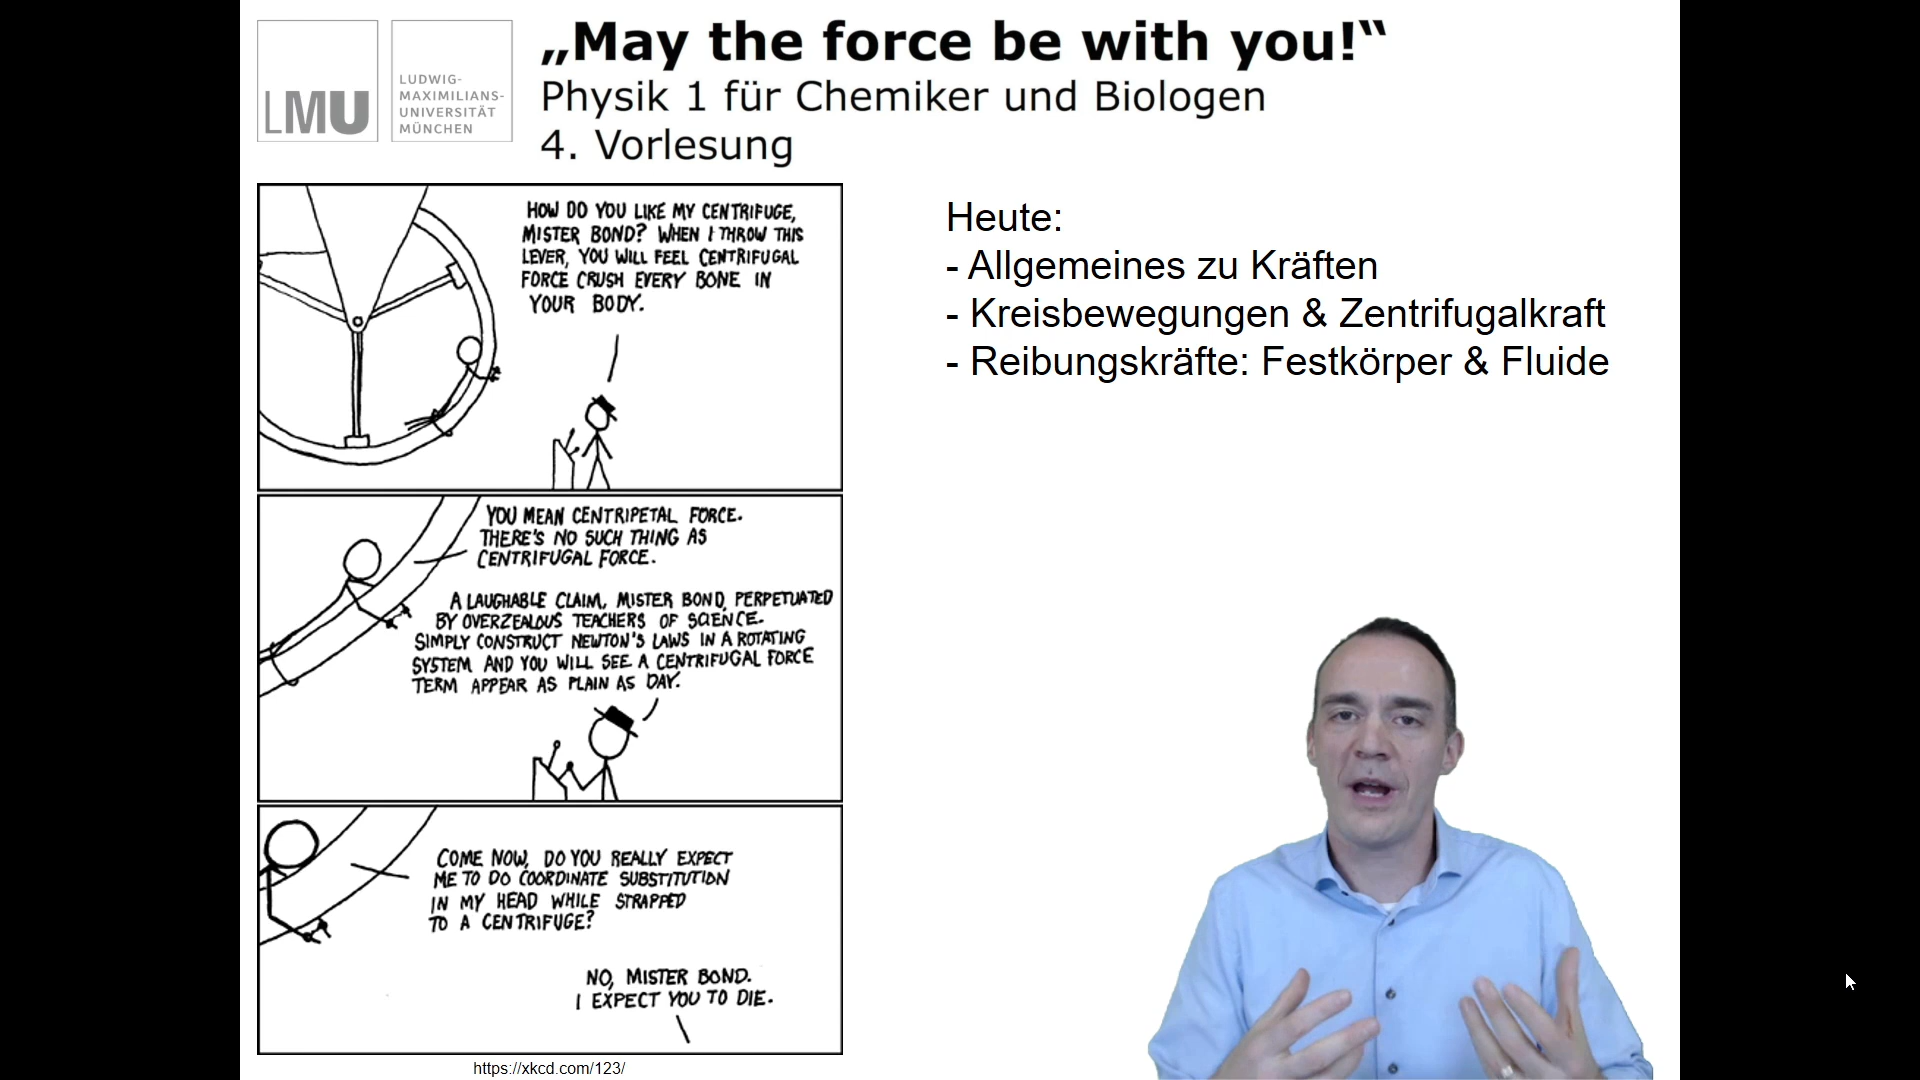 LMU
LUDWIG-
MAXIMILIANS-
UNIVERSITÄT
MÜNCHEN
„May the force be with you!“
Physik 1 für Chemiker und Biologen
4. Vorlesung
HOW DO YOU LIKE MY CENTRIFUGE,
MISTER BOND? WHEN I THROW THIS
LEVER, YOU WILL FEEL CENTRIFUGAL
FORCE CRUSH EVERY BONE IN
YOUR BODY.
YOU MEAN CENTRIPETAL FORCE.
THERE'S NO SUCH THING AS
CENTRIFUGAL FORCE.
A LAUGHABLE CLAIM, MISTER BOND, PERPETUATED
BY OVERZEALOUS TEACHERS OF SCIENCE.
SIMPLY CONSTRUCT NEWTON'S LAWS IN A ROTATING
SYSTEM AND YOU WILL SEE A CENTRIFUGAL FORCE
TERM APPEAR AS PLAIN AS DAY.
COME NOW, DO YOU REALLY EXPECT
ME TO DO COORDINATE SUBSTITUTION
IN MY HEAD WHILE STRAPPED
TO A CENTRIFUGE?
NO, MISTER BOND.
I EXPECT YOU TO DIE.
https://xkcd.com/123/
Heute:
- Allgemeines zu Kräften
- Kreisbewegungen & Zentrifugalkraft
- Reibungskräfte: Festkörper & Fluide